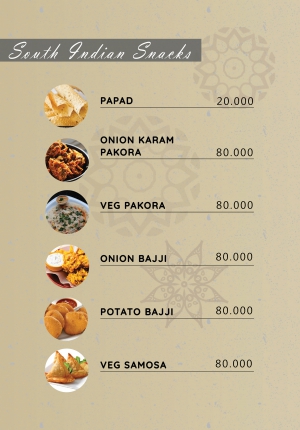 South Indian Snacks
PAPAD 20.000
ONION KARAM
PAKORA 80.000
VEG PAKORA 80.000
ONION BAJJI 80.000
POTATO BAJJI 80.000
VEG SAMOSA 80.000